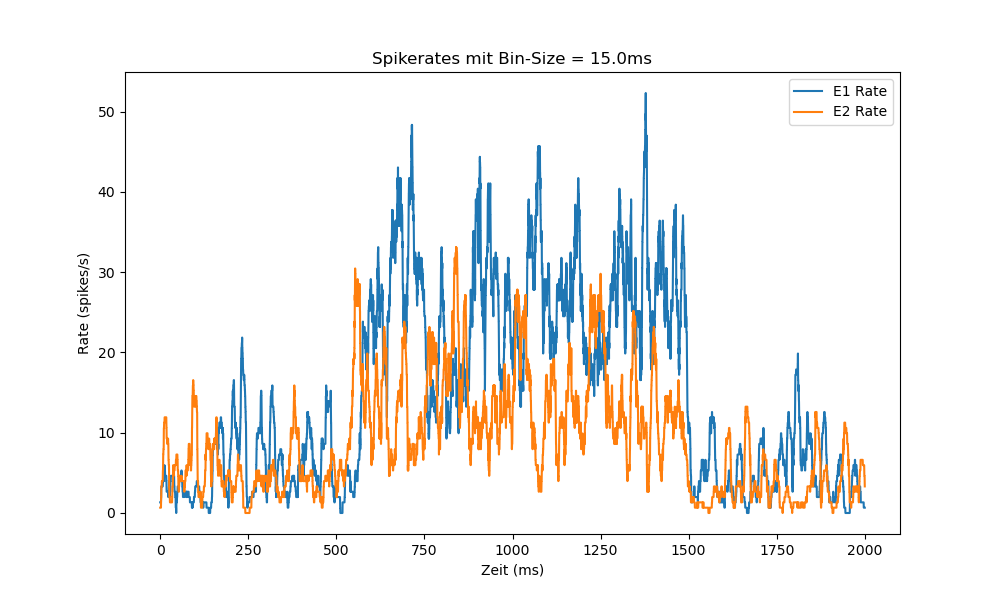 Spikerates mit Bin-Size = 15.0ms
E1 Rate
E2 Rate
Rate (spikes/s)
50
40
30
20
10
0
0 250 500 750 1000 1250 1500 1750 2000
Zeit (ms)